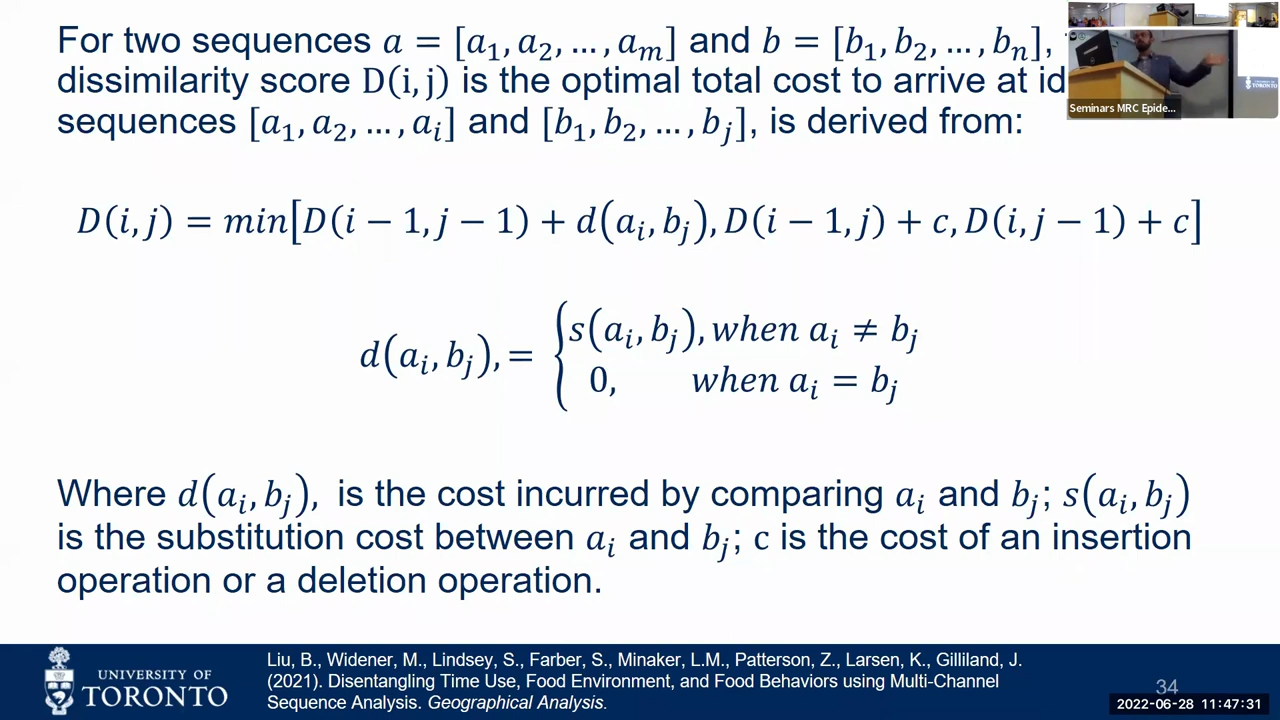 For two sequences a = [a₁, a₂, …, aₘ] and b = [b₁, b₂, …, bₙ],
dissimilarity score D(i,j) is the optimal total cost to arrive at
sequences [a₁, a₂, …, aᵢ] and [b₁, b₂, …, bⱼ], is derived from:
D(i, j) = min[D(i − 1, j − 1) + d(aᵢ, bⱼ), D(i − 1, j) + c, D(i, j − 1) + c]
d(aᵢ, bⱼ), = { s(aᵢ, bⱼ), when aᵢ ≠ bⱼ
0, when aᵢ = bⱼ
Where d(aᵢ, bⱼ), is the cost incurred by comparing aᵢ and bⱼ; s(aᵢ, bⱼ)
is the substitution cost between aᵢ and bⱼ; c is the cost of an insertion
operation or a deletion operation.
Seminars MRC Epide...
UNIVERSITY OF
TORONTO
UNIVERSITY OF
TORONTO
Liu, B., Widener, M., Lindsey, S., Farber, S., Minaker, L.M., Patterson, Z., Larsen, K., Gilliland, J.
(2021). Disentangling Time Use, Food Environment, and Food Behaviors using Multi-Channel
Sequence Analysis. Geographical Analysis.
34
2022-06-28 11:47:31